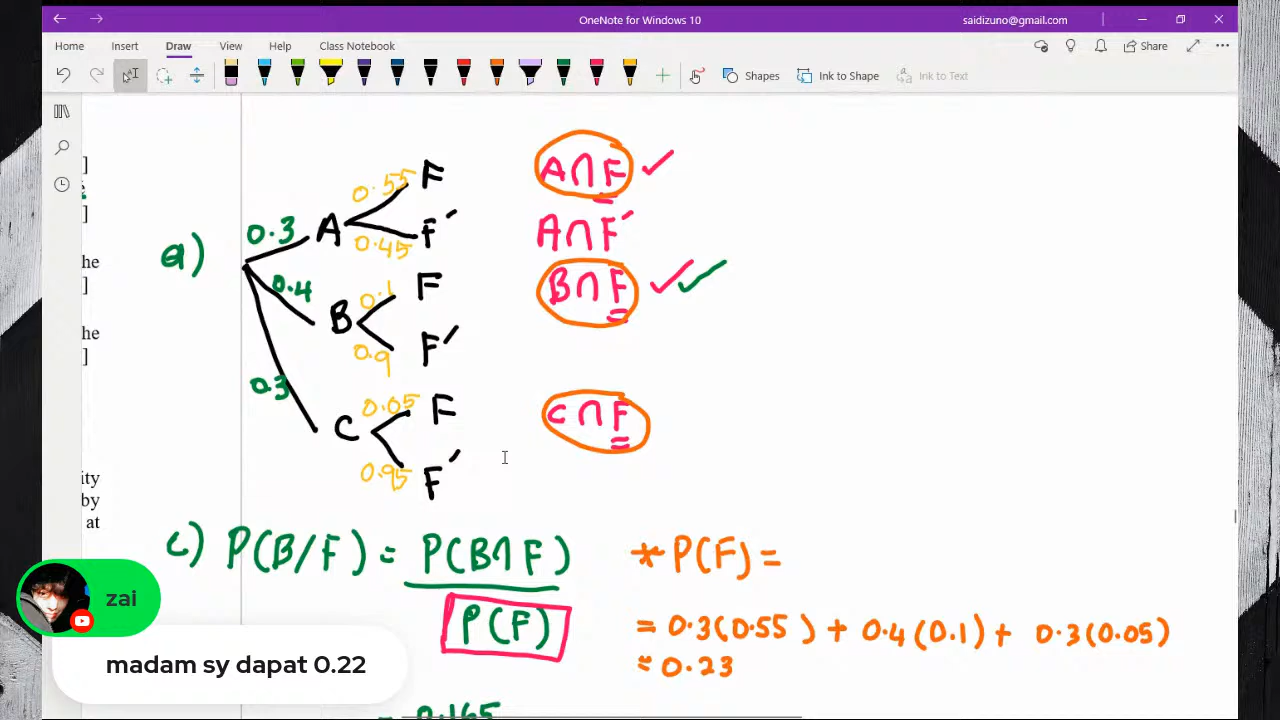 OneNote for Windows 10
saidizuno@gmail.com
Home Insert Draw View Help Class Notebook Share
Shapes Ink to Shape Ink to Text
]
]
he
]
he
]
ity
by
at
a)
0.3 A 0.55 F A∩F ✓
0.45 F′ A∩F′
0.4 B 0.1 F B∩F ✓✓
0.9 F′
0.3 C 0.05 F C∩F
0.95 F′
c) P(B/F) = P(B∩F)
P(F)
* P(F) =
= 0.3(0.55) + 0.4(0.1) + 0.3(0.05)
= 0.23
= 0.165
zai
madam sy dapat 0.22